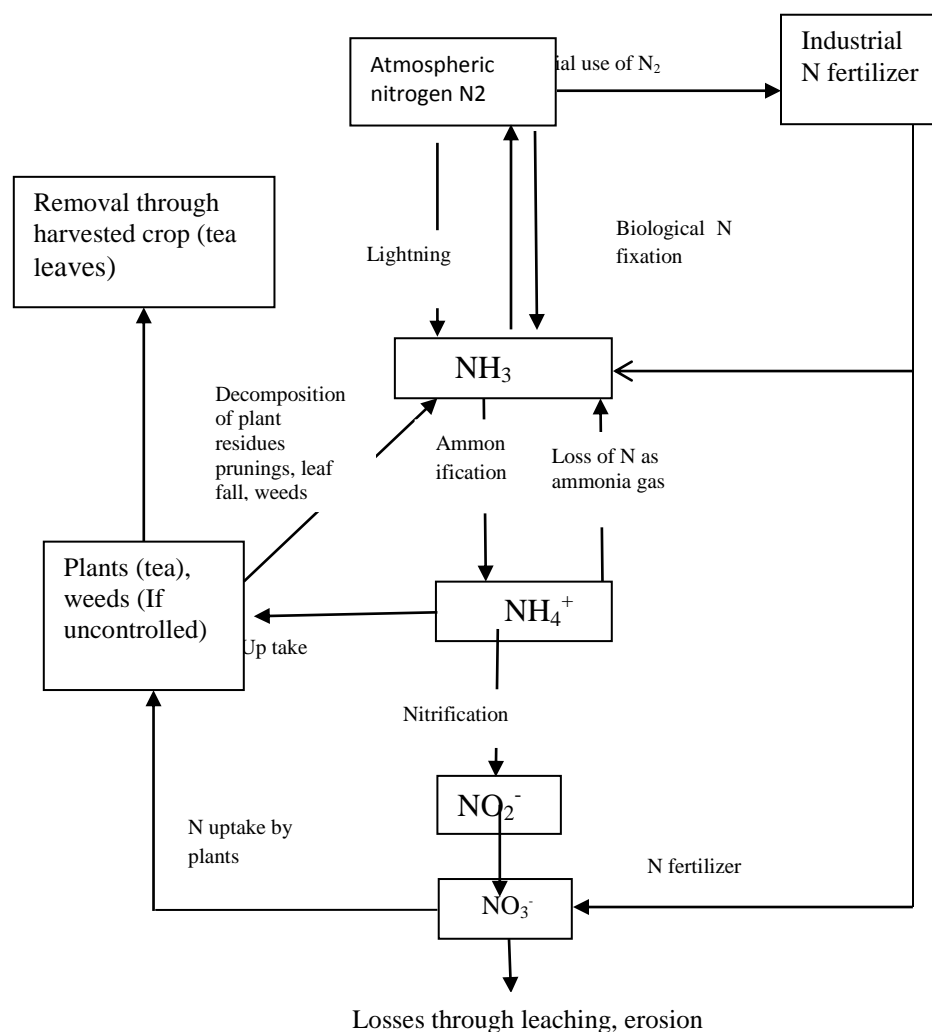 Atmospheric
nitrogen N2
ial use of N₂
Industrial
N fertilizer
Removal through
harvested crop (tea
leaves)
Lightning
Biological N
fixation
NH₃
Decomposition
of plant
residues
prunings, leaf
fall, weeds
Ammon
ification
Loss of N as
ammonia gas
Plants (tea),
weeds (If
uncontrolled)
NH₄⁺
Up take
Nitrification
NO₂⁻
N uptake by
plants
N fertilizer
NO₃⁻
Losses through leaching, erosion